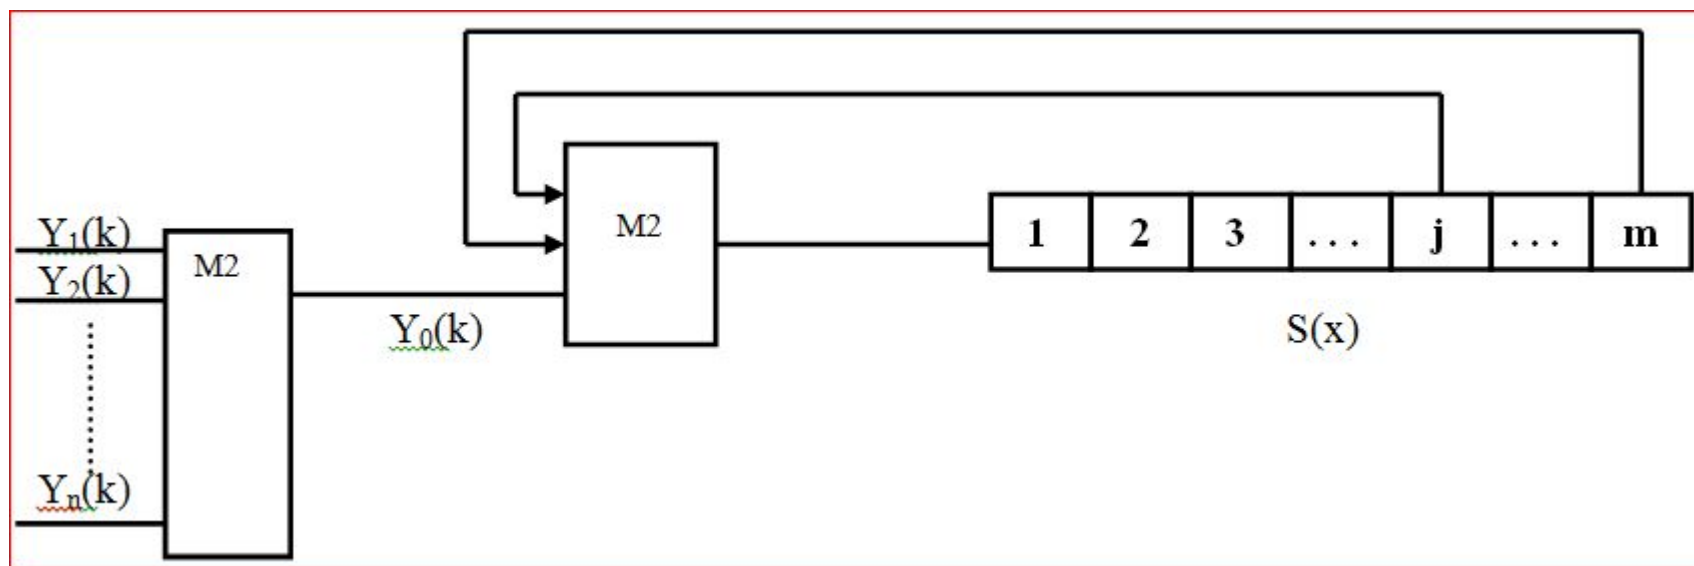 Y₁(k)
Y₂(k)
Yₙ(k)
M2
Y₀(k)
M2
1 2 3 ... j ... m
S(x)